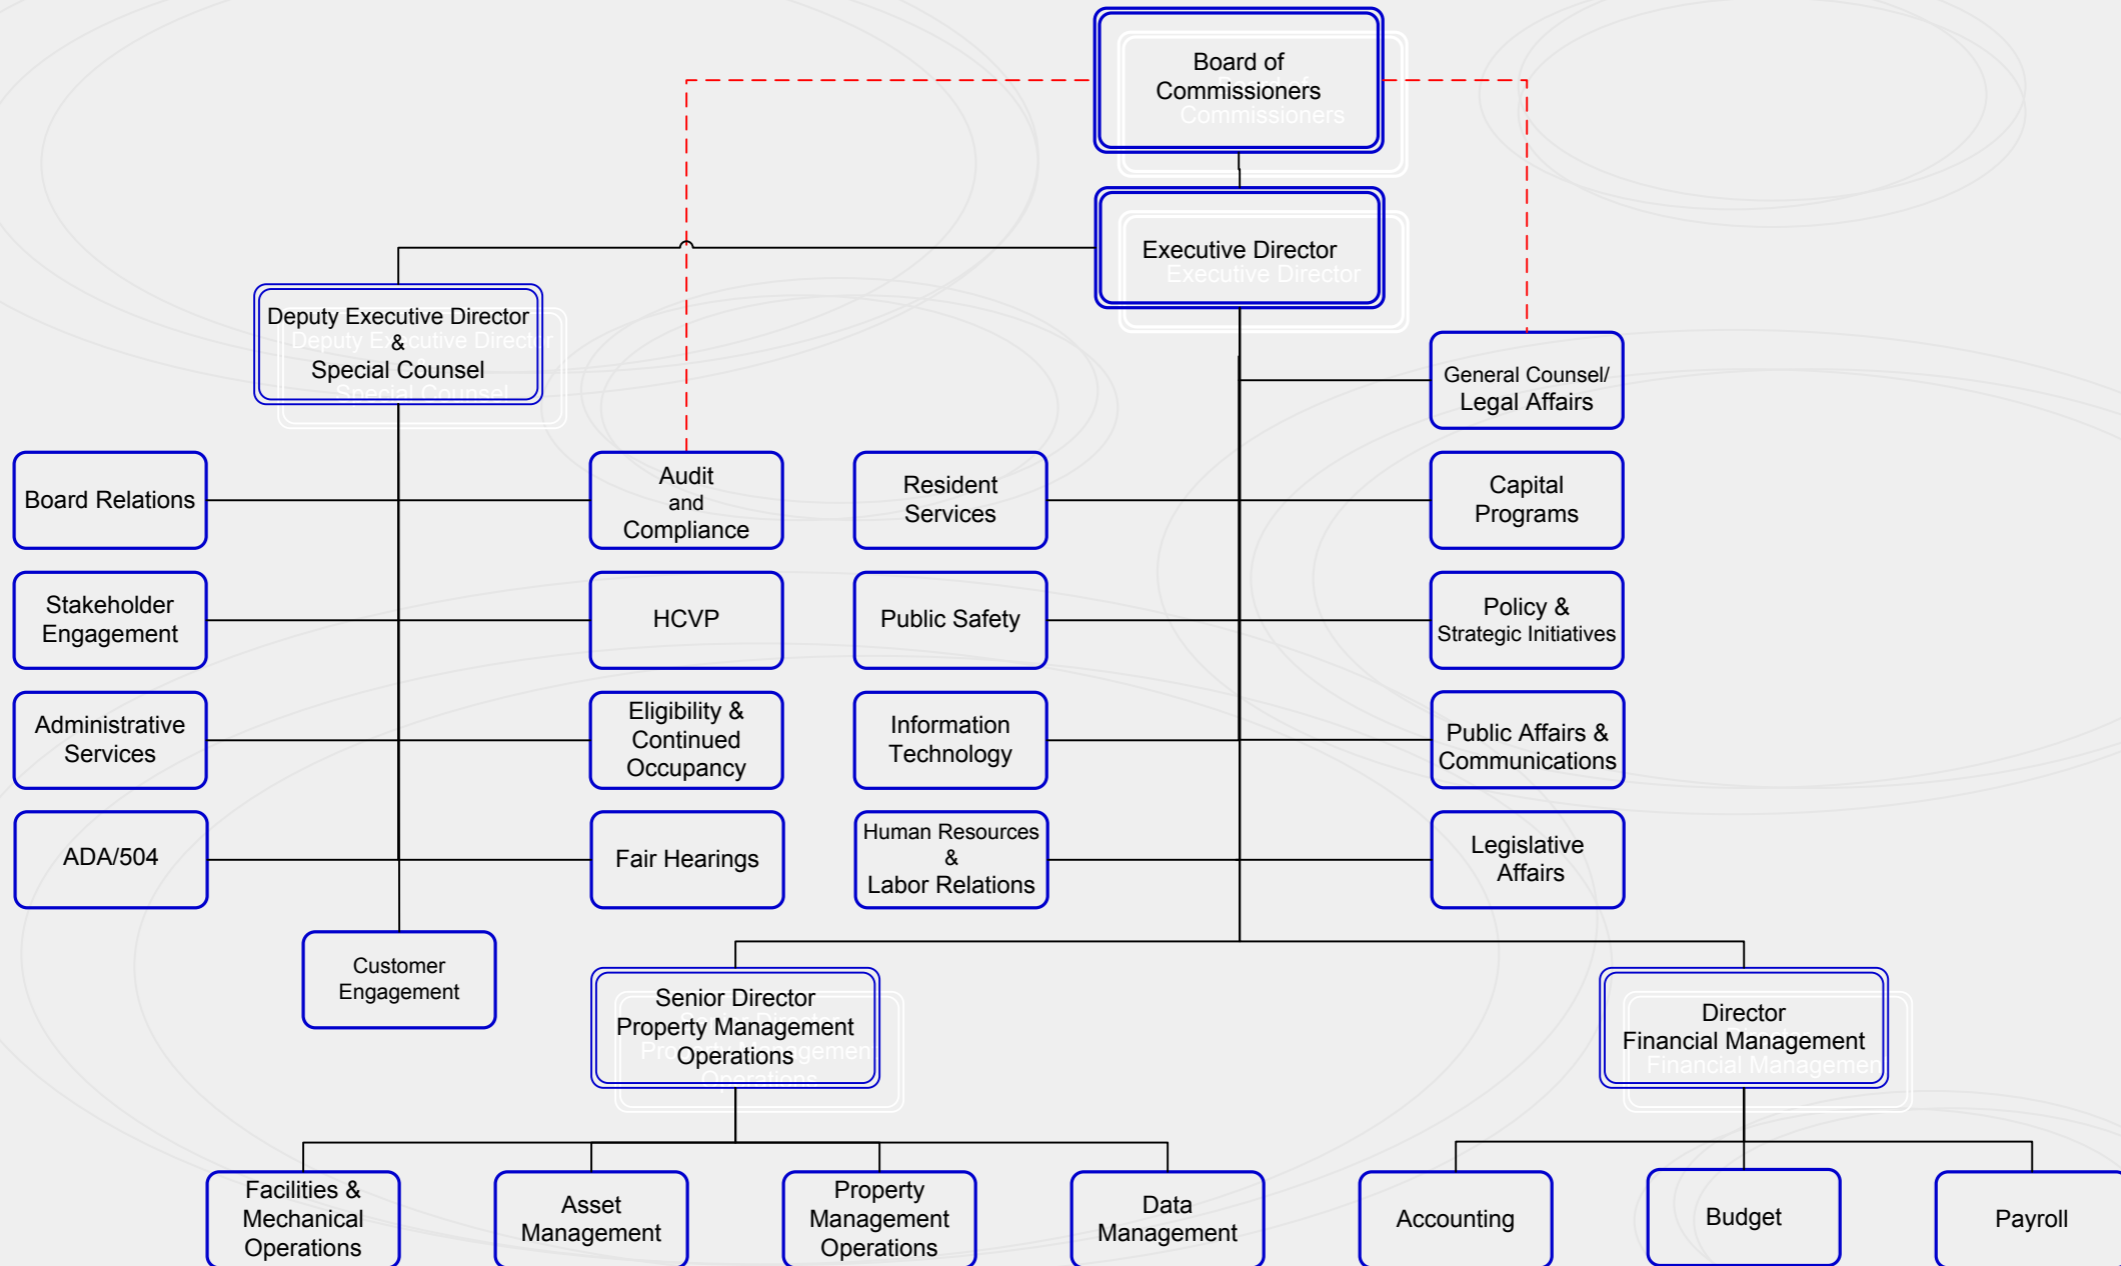 Board of
Commissioners
Executive Director
Deputy Executive Director
&
Special Counsel
General Counsel/
Legal Affairs
Board Relations
Audit
and
Compliance
Resident
Services
Capital
Programs
Stakeholder
Engagement
HCVP
Public Safety
Policy &
Strategic Initiatives
Administrative
Services
Eligibility &
Continued
Occupancy
Information
Technology
Public Affairs &
Communications
ADA/504
Fair Hearings
Human Resources
&
Labor Relations
Legislative
Affairs
Customer
Engagement
Senior Director
Property Management
Operations
Director
Financial Management
Facilities &
Mechanical
Operations
Asset
Management
Property
Management
Operations
Data
Management
Accounting
Budget
Payroll